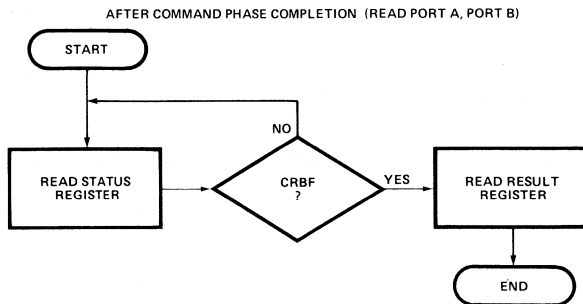 AFTER COMMAND PHASE COMPLETION (READ PORT A, PORT B)
START
NO
READ STATUS
REGISTER
CRBF
?
YES
READ RESULT
REGISTER
END